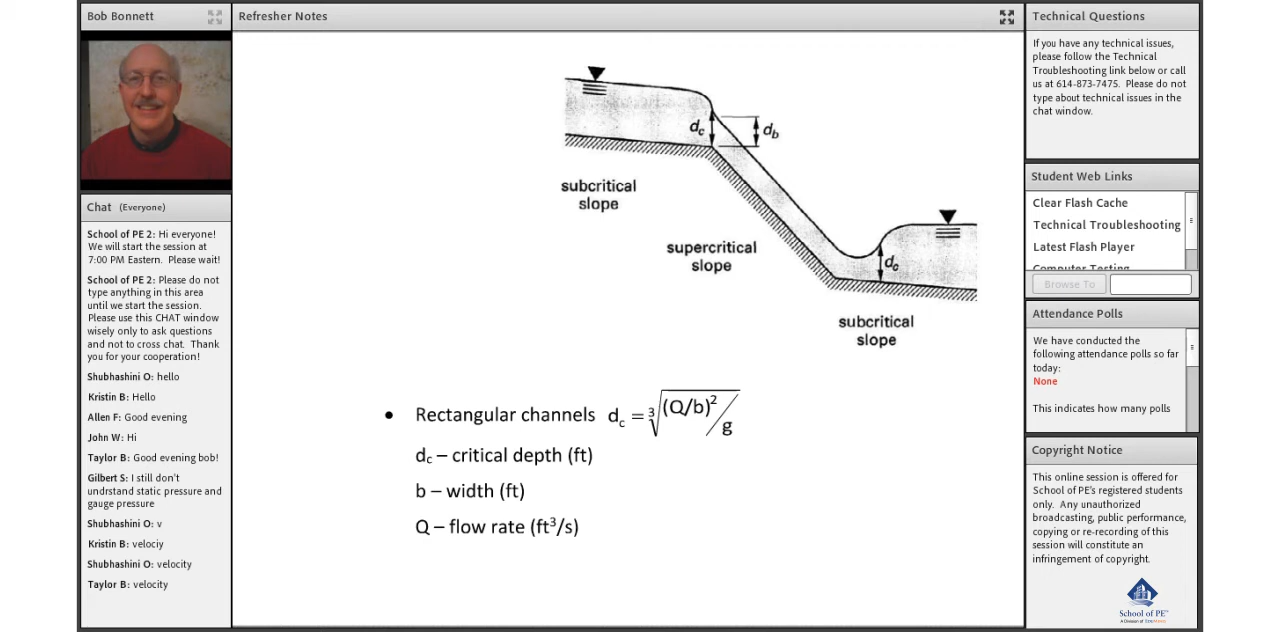 Bob Bonnett
Refresher Notes
Technical Questions
If you have any technical issues,
please follow the Technical
Troubleshooting link below or call
us at 614-873-7475. Please do not
type about technical issues in the
chat window.
Chat (Everyone)
School of PE 2: Hi everyone!
We will start the session at
7:00 PM Eastern. Please wait!
School of PE 2: Please do not
type anything in this area
until we start the session.
Please use this CHAT window
wisely only to ask questions
and not to cross chat. Thank
you for your cooperation!
Shubhashini O: hello
Kristin B: Hello
Allen F: Good evening
John W: Hi
Taylor B: Good evening bob!
Gilbert S: I still don't
undrstand static pressure and
gauge pressure
Shubhashini O: v
Kristin B: velociy
Shubhashini O: velocity
Taylor B: velocity
dc
db
subcritical
slope
supercritical
slope
dc
subcritical
slope
• Rectangular channels dc = ∛((Q/b)²/g)
dc – critical depth (ft)
b – width (ft)
Q – flow rate (ft³/s)
Student Web Links
Clear Flash Cache
Technical Troubleshooting
Latest Flash Player
Computer Testing
Browse To
Attendance Polls
We have conducted the
following attendance polls so far
today:
None
This indicates how many polls
Copyright Notice
This online session is offered for
School of PE's registered students
only. Any unauthorized
broadcasting, public performance,
copying or re-recording of this
session will constitute an
infringement of copyright.
School of PE